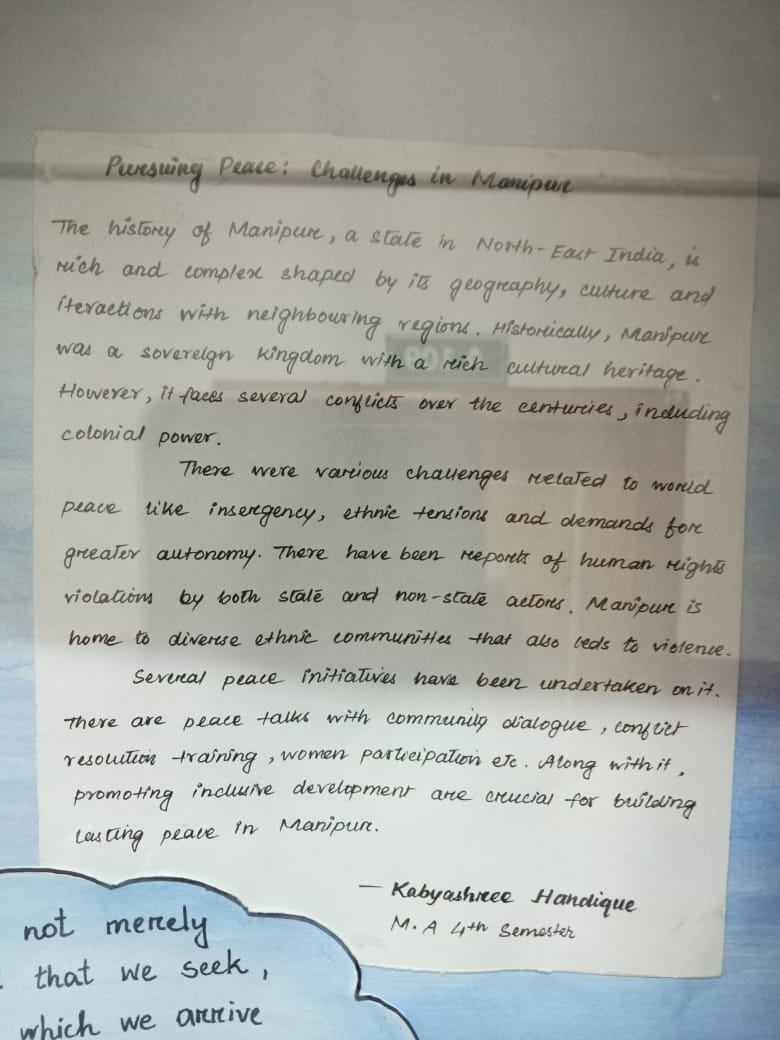 Pursuing Peace: Challenges in Manipur
The history of Manipur, a state in North-East India, is
rich and complex shaped by its geography, culture and
iteractions with neighbouring regions. Historically, Manipur
was a sovereign kingdom with a rich cultural heritage.
However, it faces several conflicts over the centuries, including
colonial power.
There were various challenges related to world
peace like insergency, ethnic tensions and demands for
greater autonomy. There have been reports of human rights
violations by both state and non-state actors. Manipur is
home to diverse ethnic communities that also leds to violence.
Several peace initiatives have been undertaken on it.
There are peace talks with community dialogue, conflict
resolution training, women participation etc. Along with it,
promoting inclusive development are crucial for building
lasting peace in Manipur.
— Kabyashree Handique
M.A 4th Semester
not merely
that we seek,
which we arrive